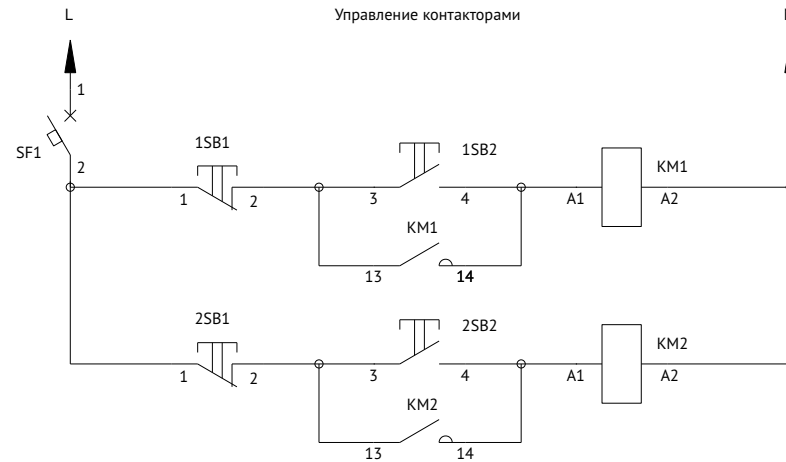 L
Управление контакторами
1
SF1
2
1SB1
1SB2
KM1
1
2
3
4
A1
A2
KM1
13
14
2SB1
2SB2
KM2
1
2
3
4
A1
A2
KM2
13
14